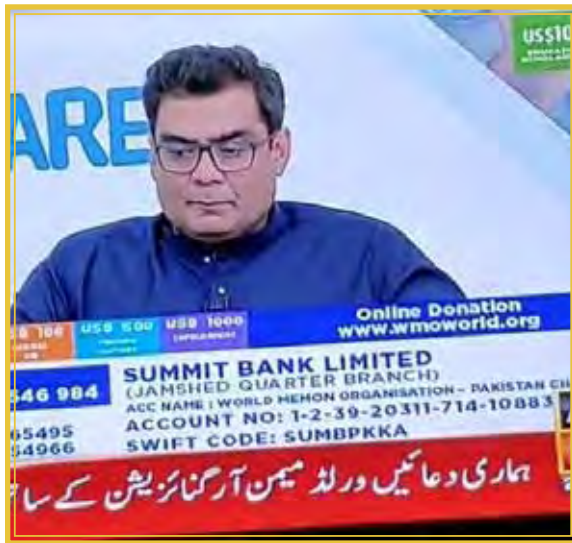 US$10
ARE
US$ 100
US$ 500
US$ 1000
EMPOWERMENT
Online Donation
www.wmoworld.org
SUMMIT BANK LIMITED
(JAMSHED QUARTER BRANCH)
ACC NAME : WORLD MEMON ORGANISATION - PAKISTAN CH
ACCOUNT NO: 1-2-39-20311-714-10883
SWIFT CODE: SUMBPKKA
546 984
65495
54966
ہماری دعائیں ورلڈ میمن آرگنائزیشن کے سا